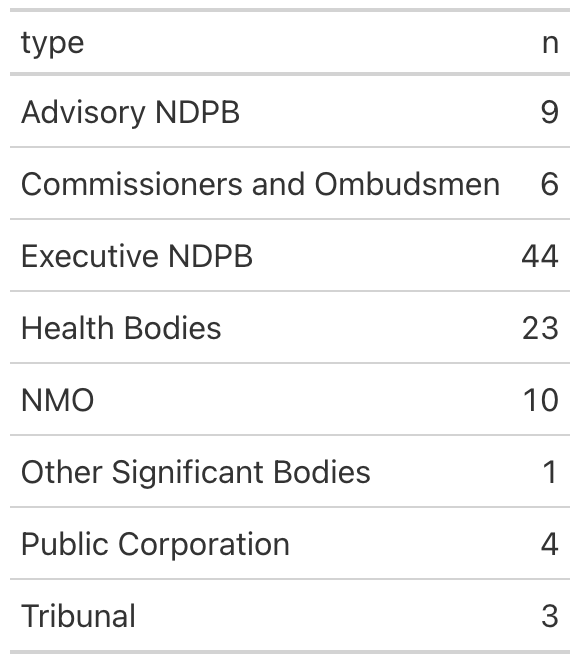 type n
Advisory NDPB 9
Commissioners and Ombudsmen 6
Executive NDPB 44
Health Bodies 23
NMO 10
Other Significant Bodies 1
Public Corporation 4
Tribunal 3